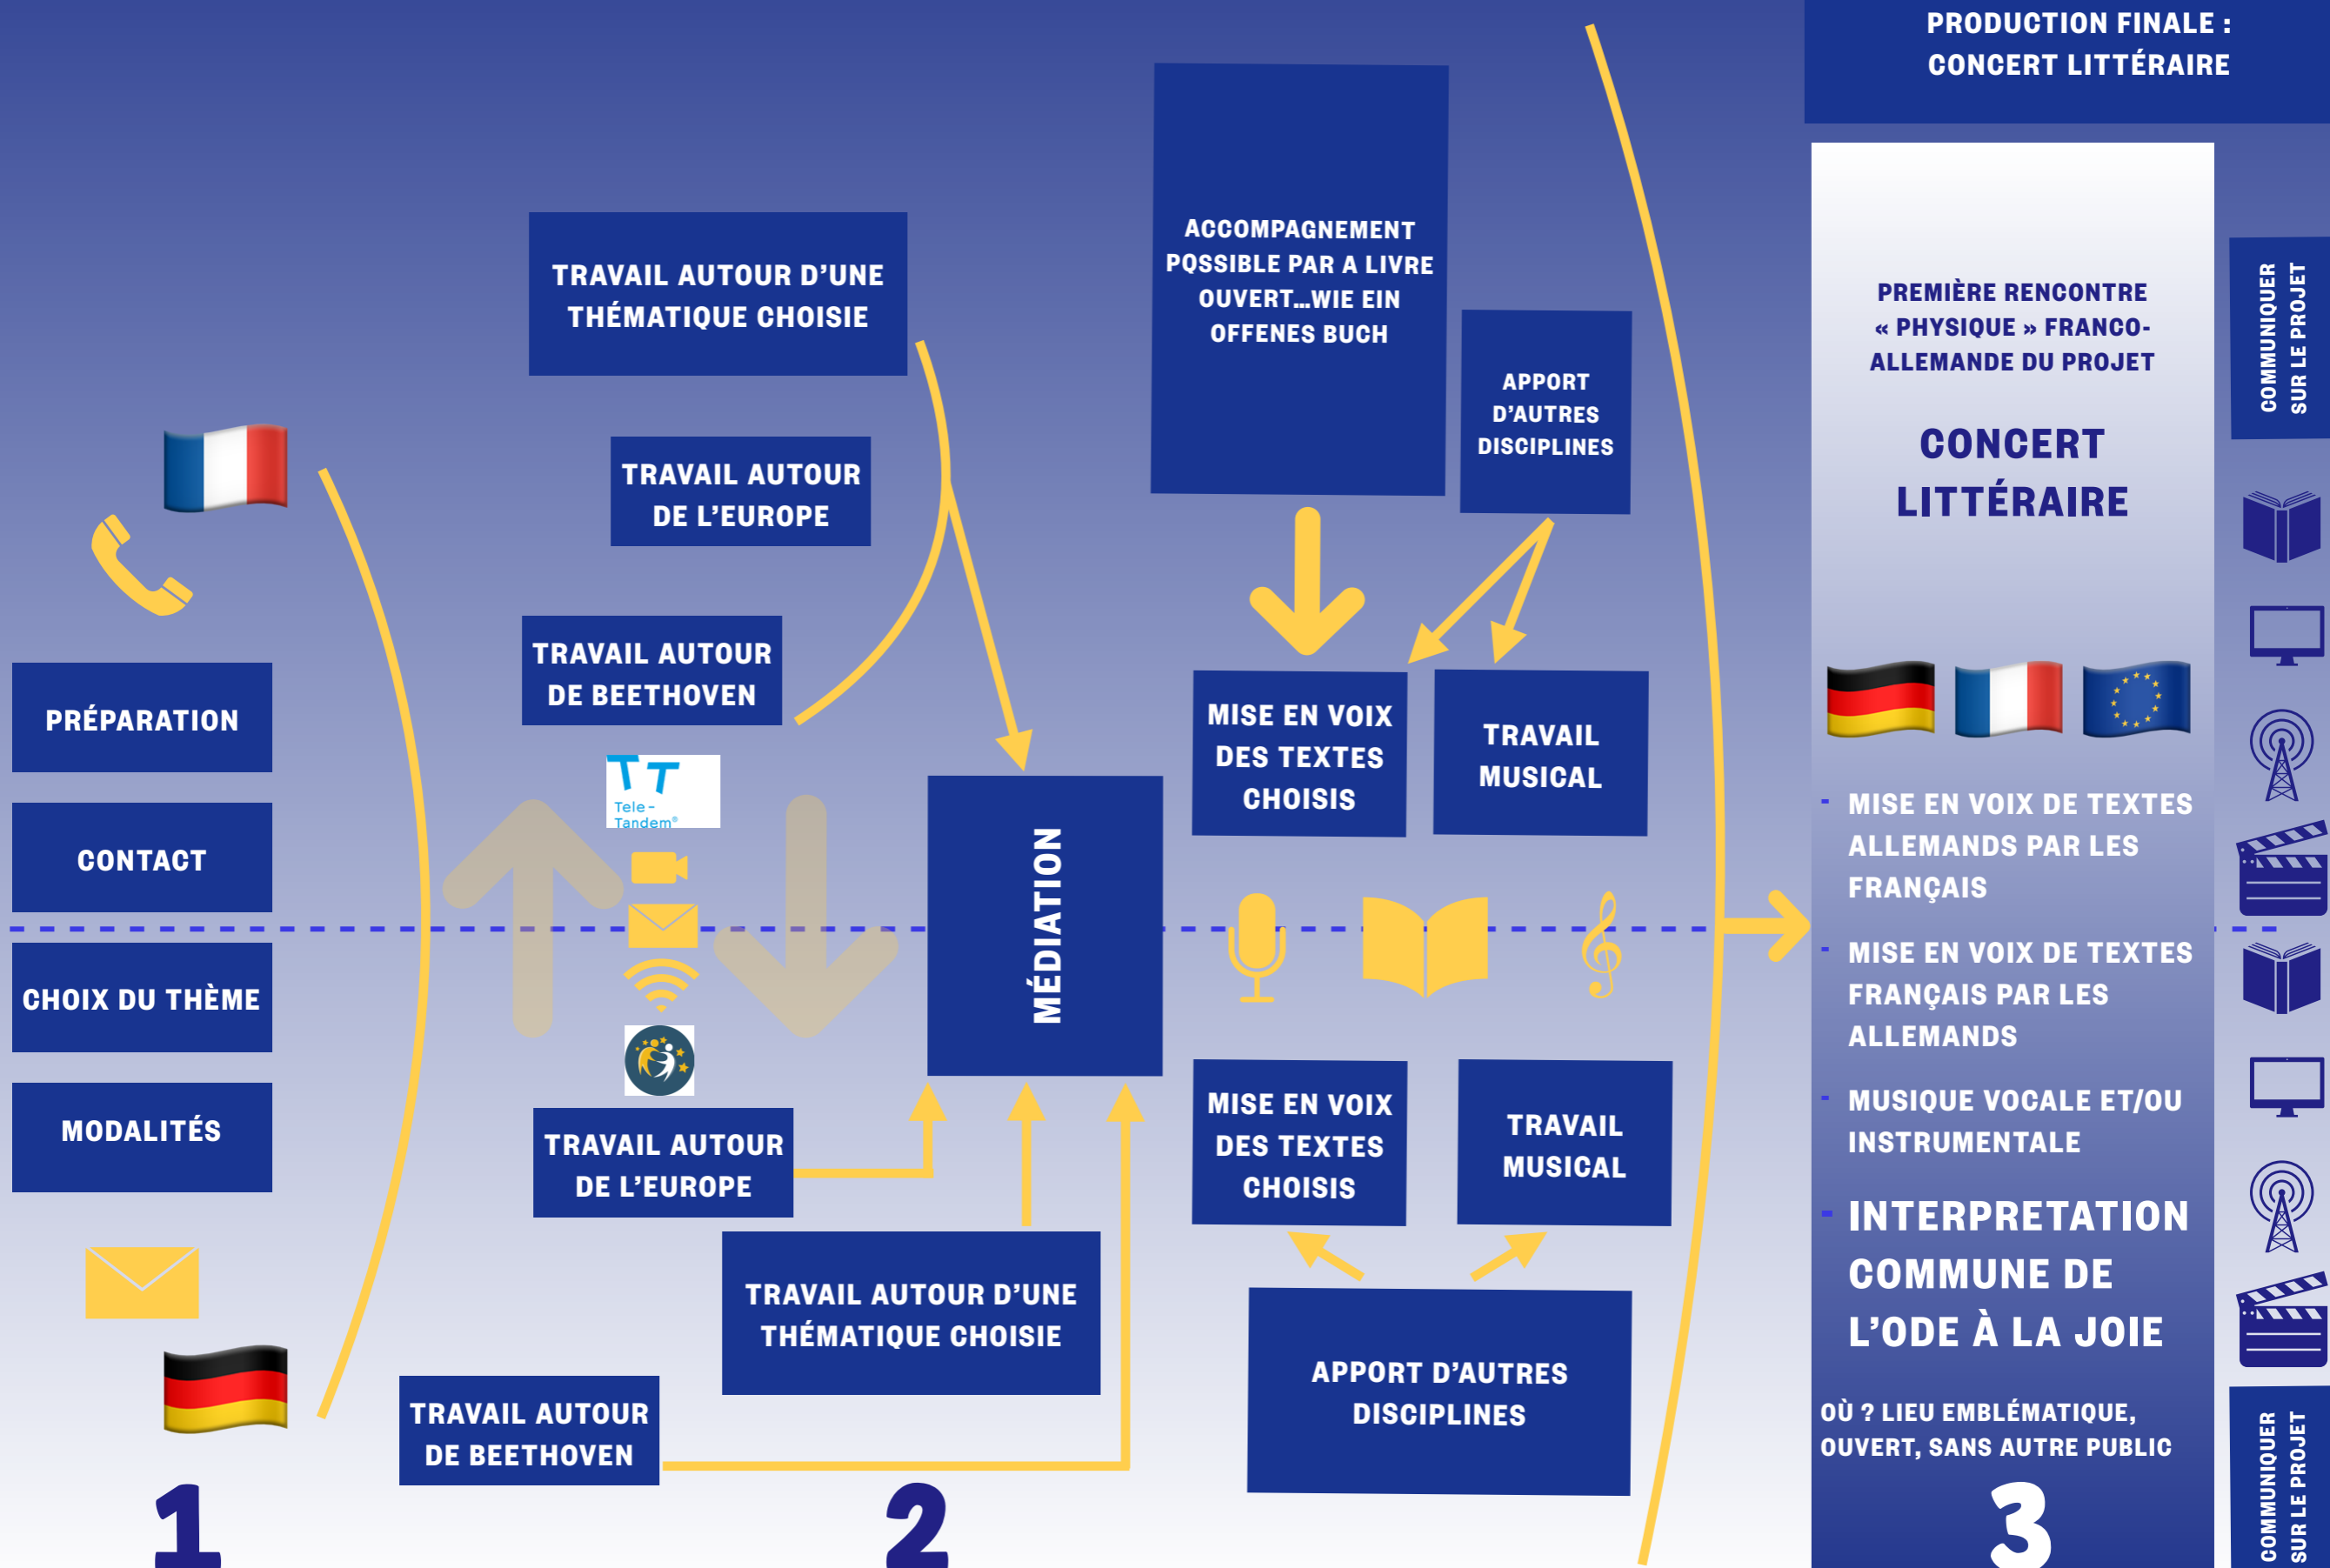 PRODUCTION FINALE :
CONCERT LITTÉRAIRE
PRÉPARATION
CONTACT
CHOIX DU THÈME
MODALITÉS
1
TRAVAIL AUTOUR D'UNE
THÉMATIQUE CHOISIE
TRAVAIL AUTOUR
DE L'EUROPE
TRAVAIL AUTOUR
DE BEETHOVEN
TT
Tele-
Tandem®
MÉDIATION
TRAVAIL AUTOUR
DE L'EUROPE
TRAVAIL AUTOUR D'UNE
THÉMATIQUE CHOISIE
TRAVAIL AUTOUR
DE BEETHOVEN
2
ACCOMPAGNEMENT
PQSSIBLE PAR A LIVRE
OUVERT...WIE EIN
OFFENES BUCH
APPORT
D'AUTRES
DISCIPLINES
MISE EN VOIX
DES TEXTES
CHOISIS
TRAVAIL
MUSICAL
MISE EN VOIX
DES TEXTES
CHOISIS
TRAVAIL
MUSICAL
APPORT D'AUTRES
DISCIPLINES
PREMIÈRE RENCONTRE
« PHYSIQUE » FRANCO-
ALLEMANDE DU PROJET
CONCERT
LITTÉRAIRE
- MISE EN VOIX DE TEXTES
ALLEMANDS PAR LES
FRANÇAIS
- MISE EN VOIX DE TEXTES
FRANÇAIS PAR LES
ALLEMANDS
- MUSIQUE VOCALE ET/OU
INSTRUMENTALE
- INTERPRETATION
COMMUNE DE
L'ODE À LA JOIE
OÙ ? LIEU EMBLÉMATIQUE,
OUVERT, SANS AUTRE PUBLIC
3
COMMUNIQUER
SUR LE PROJET
COMMUNIQUER
SUR LE PROJET